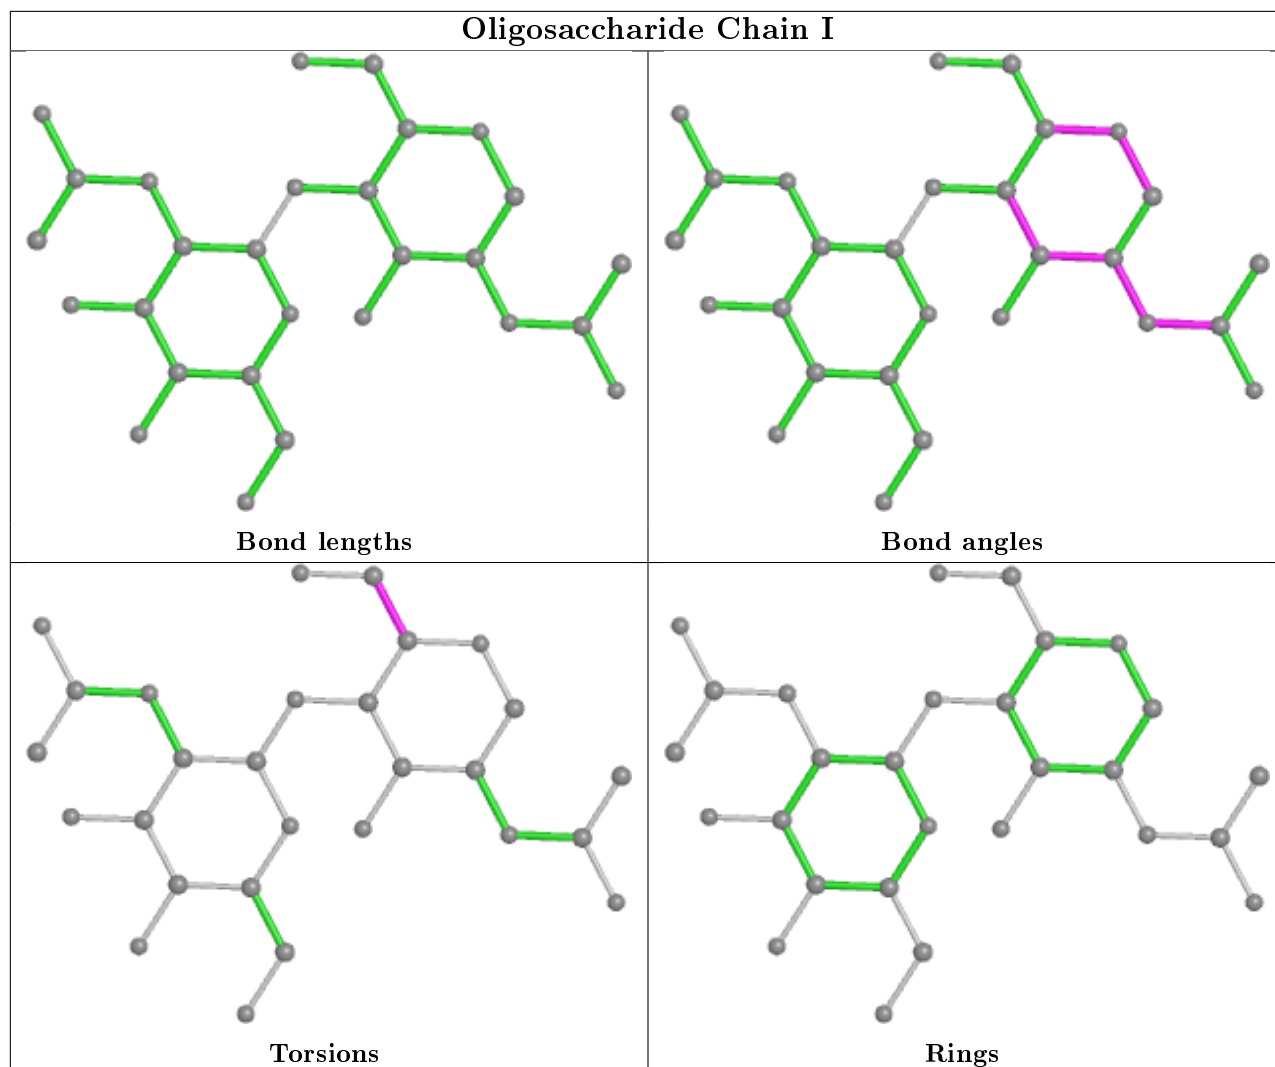 Oligosaccharide Chain I
Bond lengths
Bond angles
Torsions
Rings